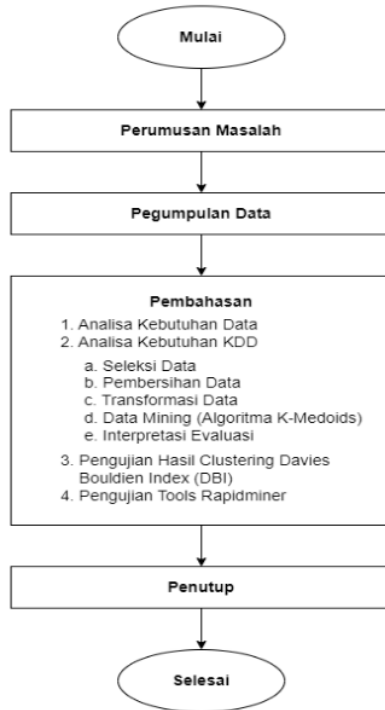 Mulai
Perumusan Masalah
Pegumpulan Data
Pembahasan
1. Analisa Kebutuhan Data
2. Analisa Kebutuhan KDD
a. Seleksi Data
b. Pembersihan Data
c. Transformasi Data
d. Data Mining (Algoritma K-Medoids)
e. Interpretasi Evaluasi
3. Pengujian Hasil Clustering Davies
Bouldien Index (DBI)
4. Pengujian Tools Rapidminer
Penutup
Selesai